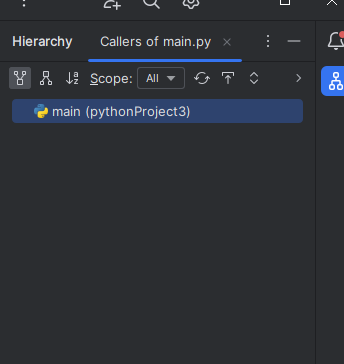 Hierarchy Callers of main.py
Scope: All
main (pythonProject3)